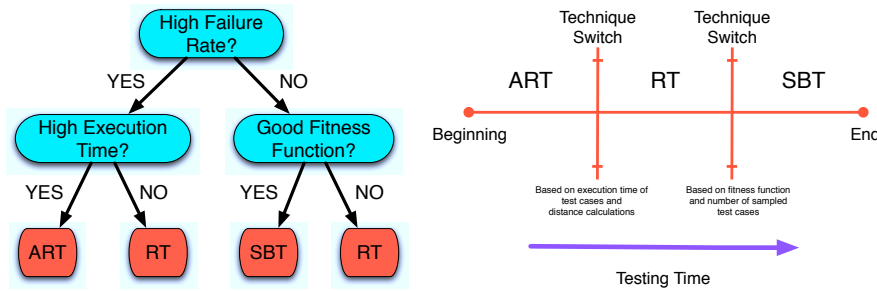 High Failure
Rate?
YES
NO
High Execution
Time?
Good Fitness
Function?
YES
NO
YES
NO
ART
RT
SBT
RT
Technique
Switch
Technique
Switch
ART
RT
SBT
Beginning
End
Based on execution time of
test cases and
distance calculations
Based on fitness function
and number of sampled
test cases
Testing Time